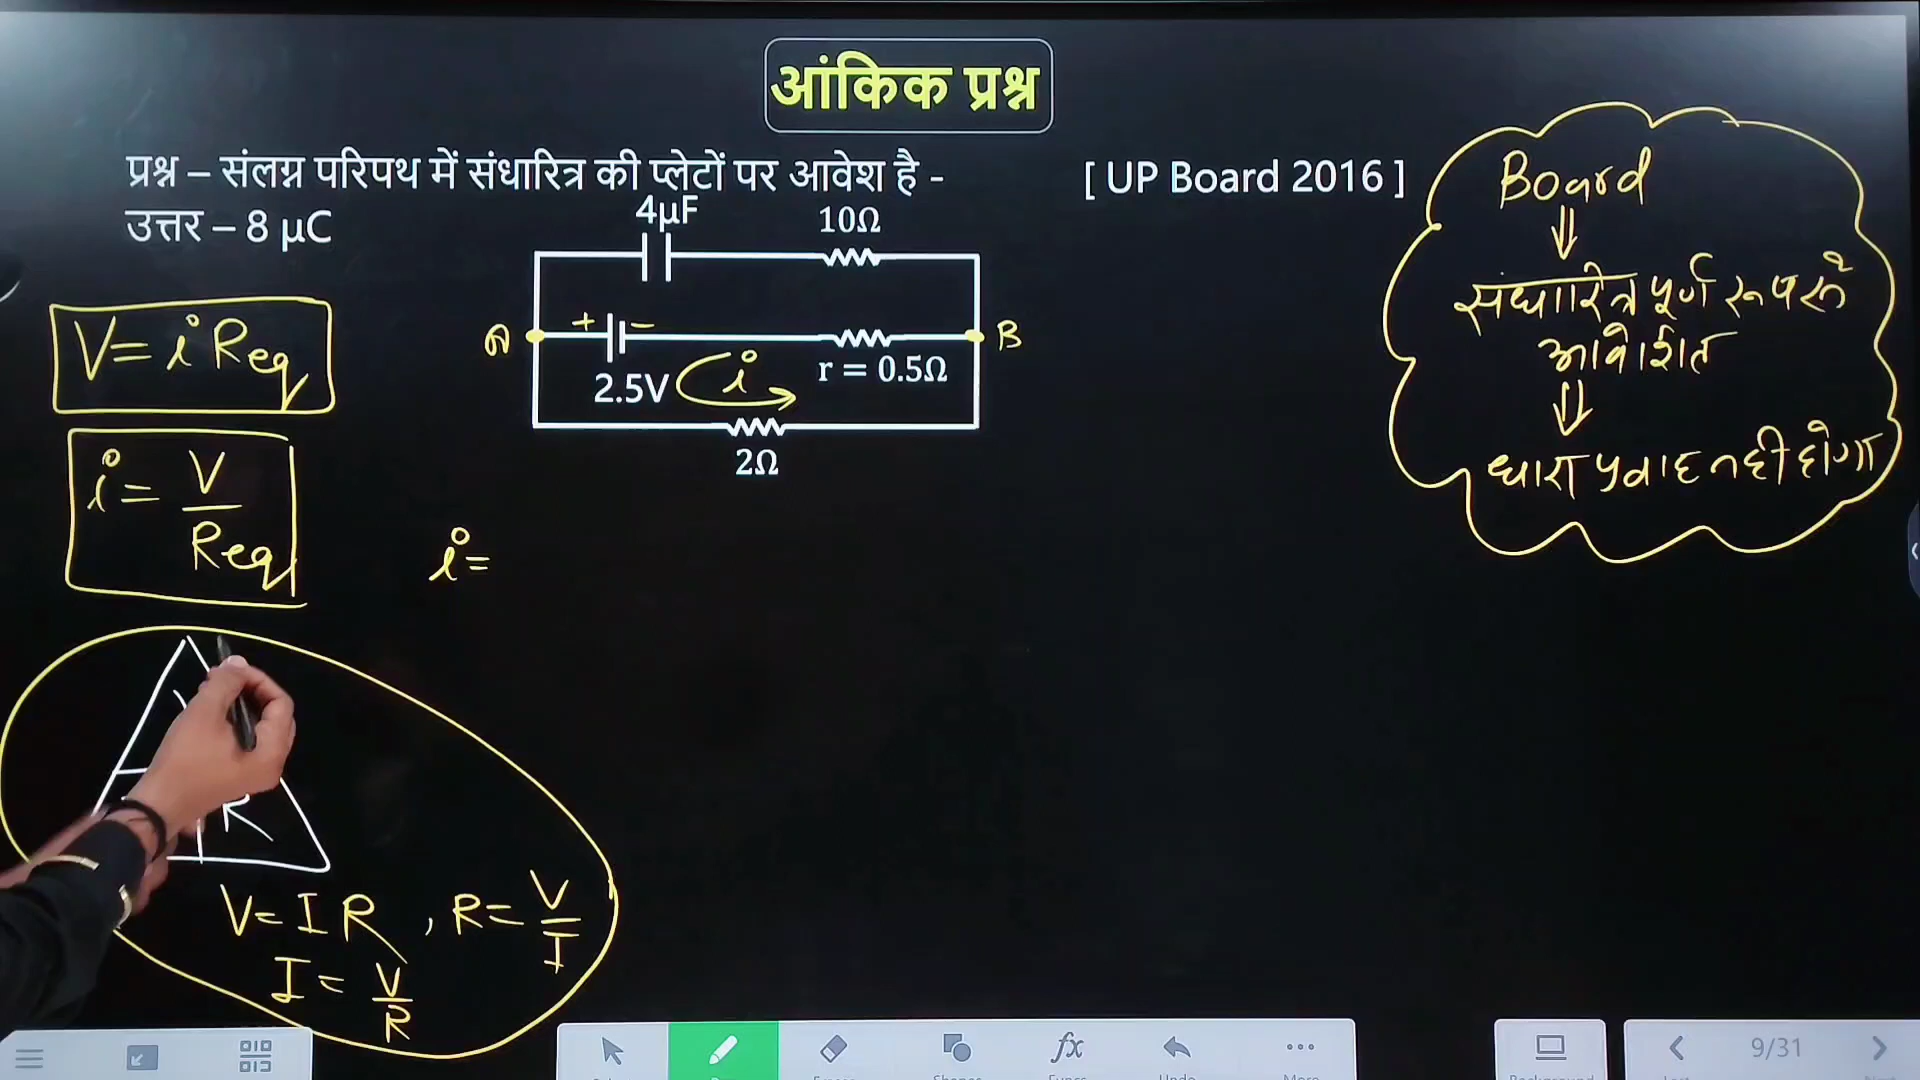 आंकिक प्रश्न
प्रश्न – संलग्न परिपथ में संधारित्र की प्लेटों पर आवेश है - [ UP Board 2016 ]
उत्तर – 8 μC
4μF
10Ω
A
+
−
B
2.5V
i
r = 0.5Ω
2Ω
V = i Req
i = V / Req
i =
R
V = I R , R = V / I
I = V / R
Board
⇓
संधारित्र पूर्ण रूप से
आवेशित
⇓
धारा प्रवाह नही होगा
9/31